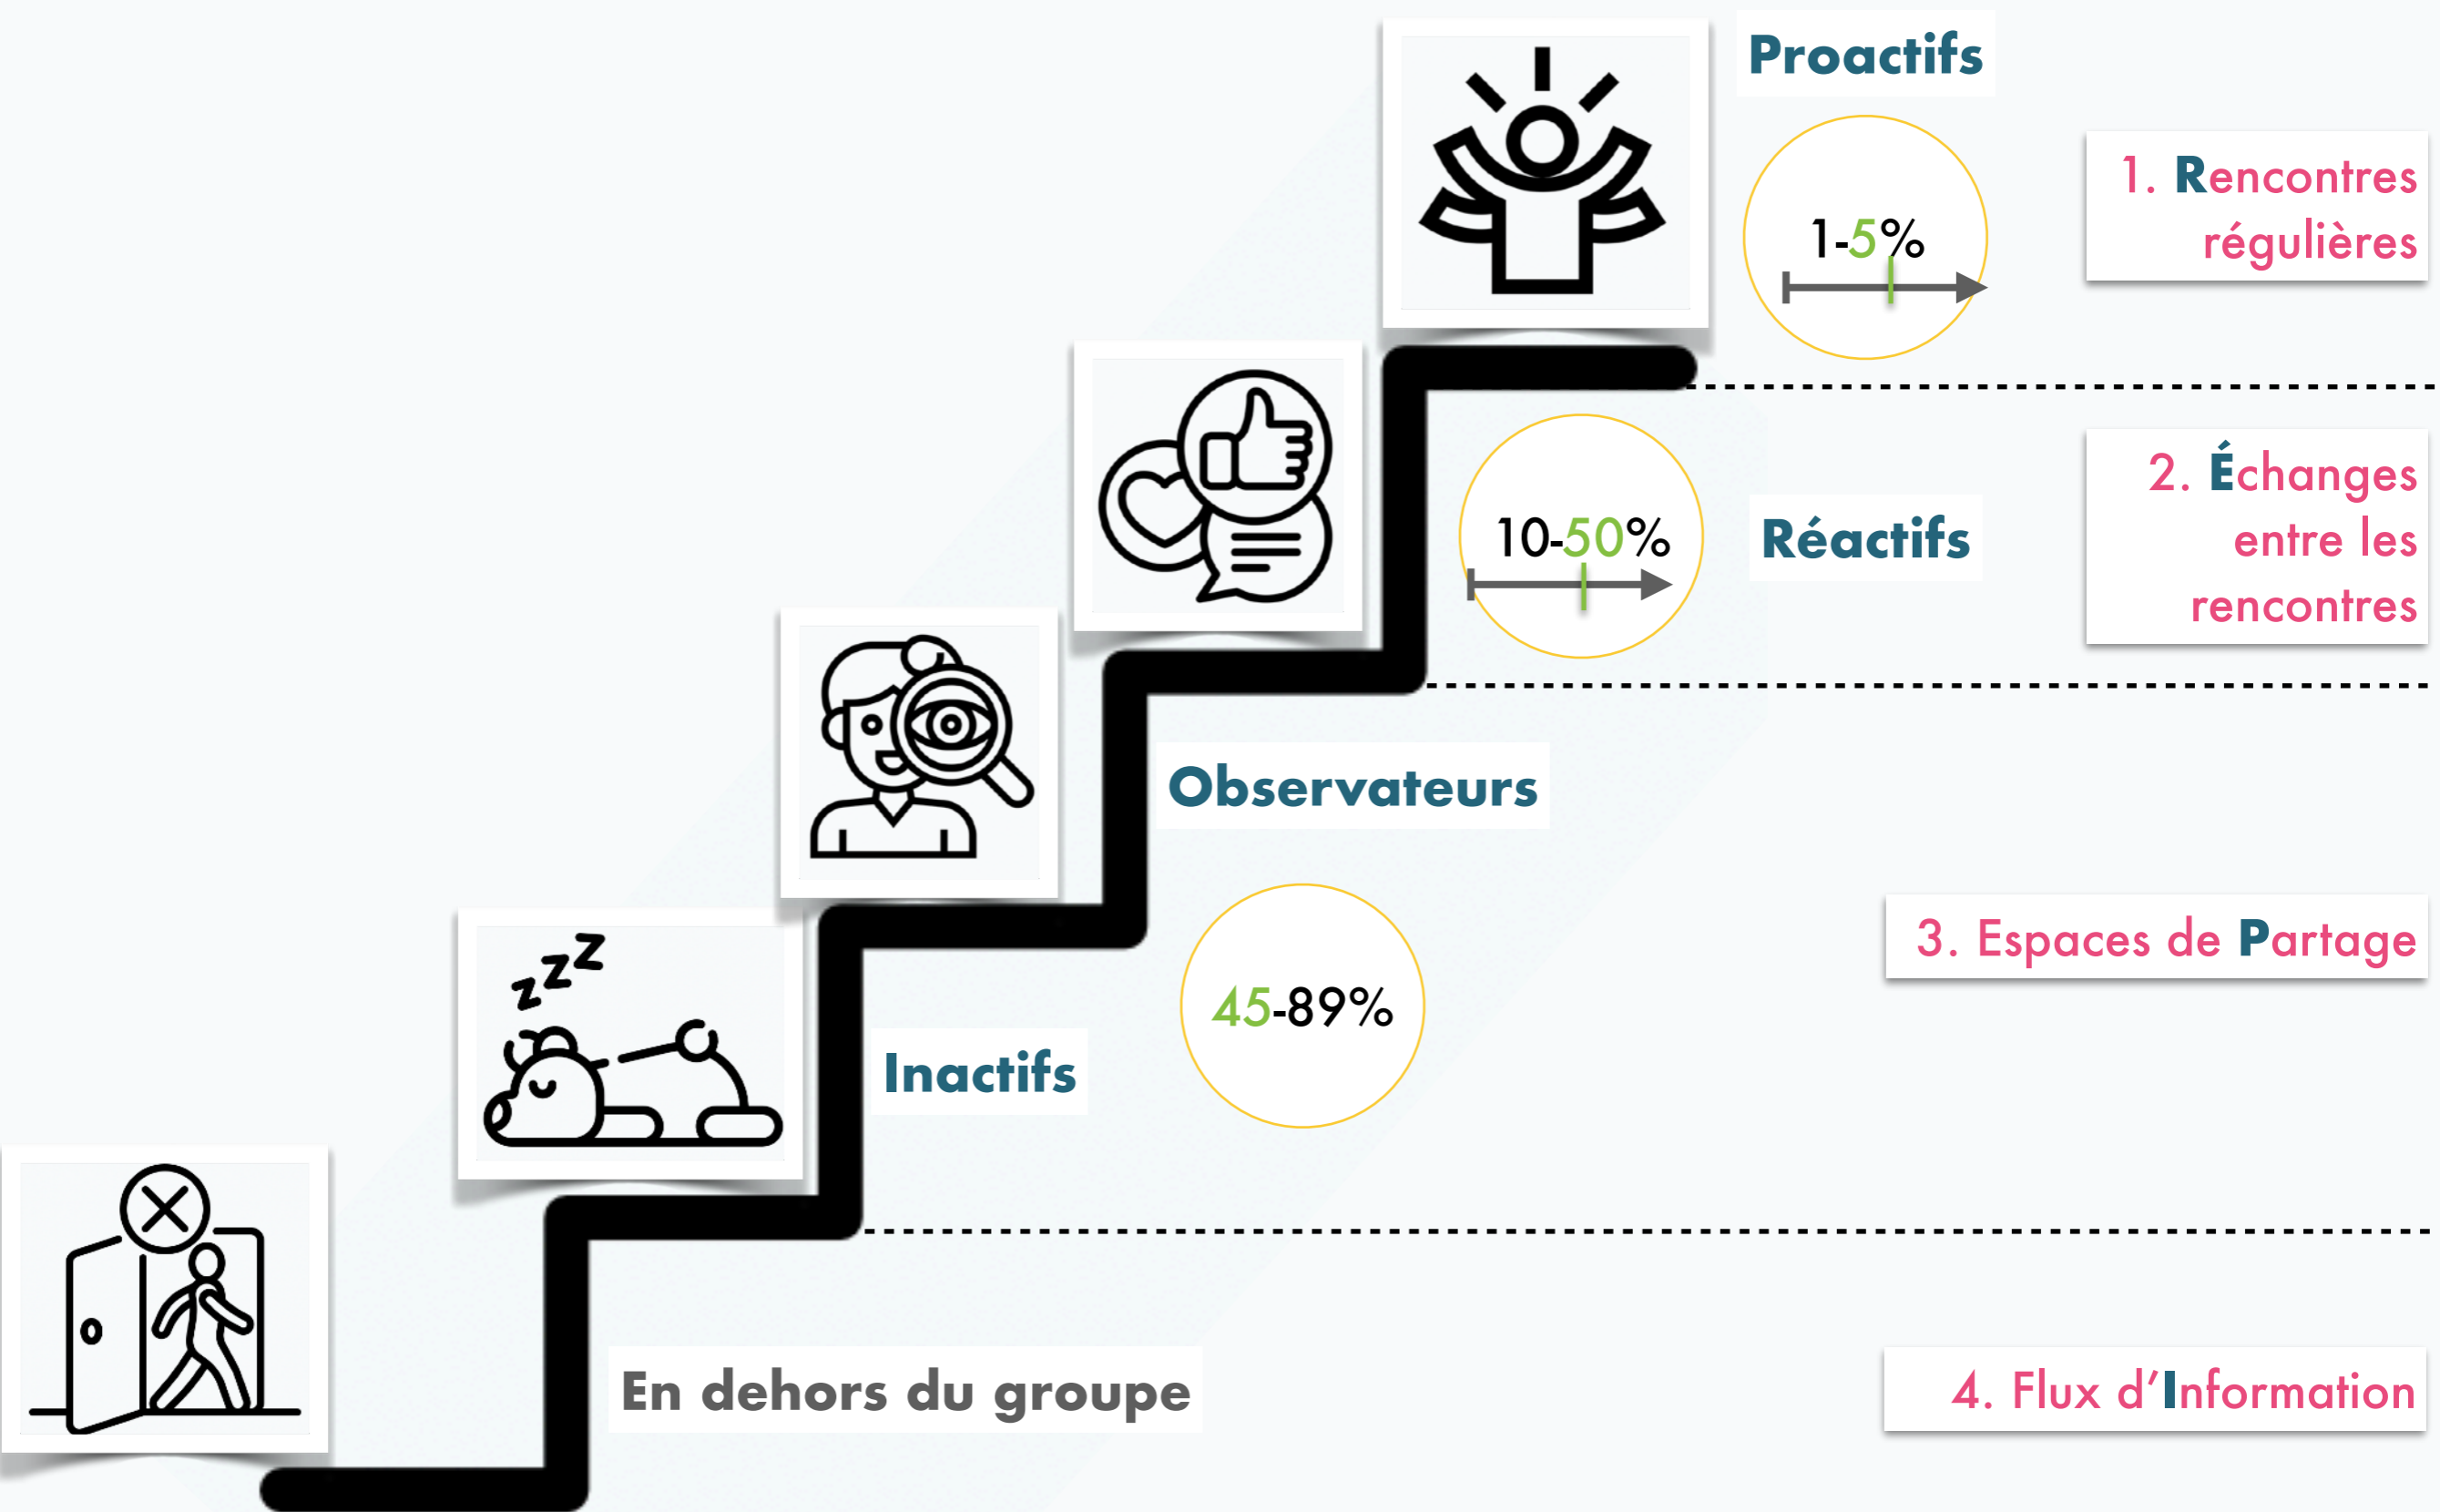 Proactifs
1-5%
1. Rencontres
régulières
10-50%
Réactifs
2. Échanges
entre les
rencontres
Observateurs
45-89%
3. Espaces de Partage
z z z
Inactifs
En dehors du groupe
4. Flux d’Information